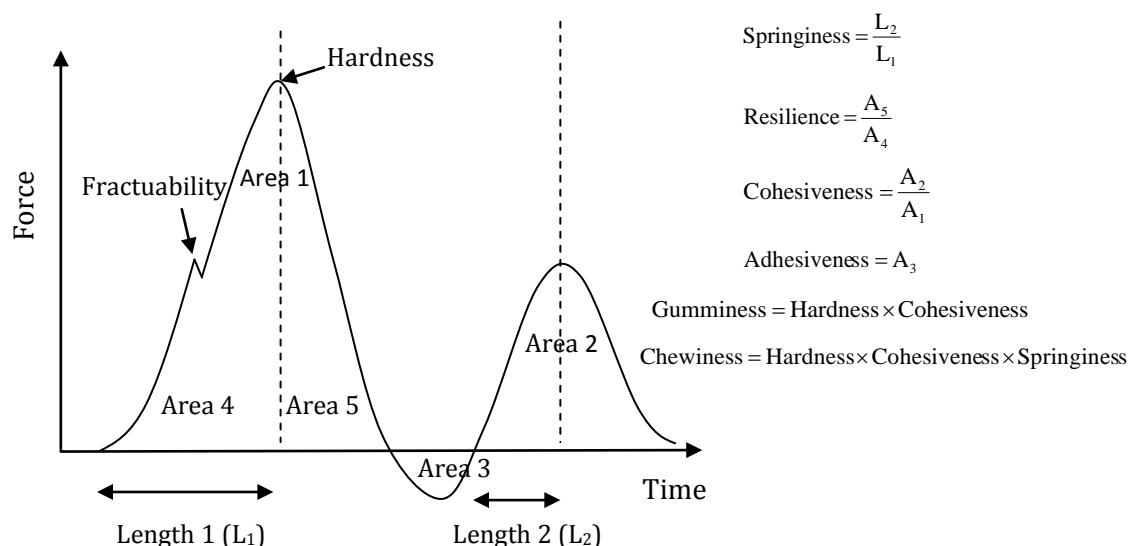 Hardness
Fractuability
Area 1
Force
Area 4
Area 5
Area 2
Area 3
Time
Length 1 (L₁)
Length 2 (L₂)
Springiness = L₂/L₁
Resilience = A₅/A₄
Cohesiveness = A₂/A₁
Adhesiveness = A₃
Gumminess = Hardness × Cohesiveness
Chewiness = Hardness × Cohesiveness × Springiness